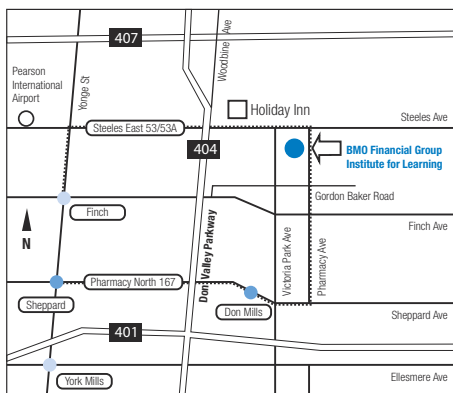 407
Woodbine Ave
Pearson
International
Airport
Yonge St
Holiday Inn
Steeles Ave
Steeles East 53/53A
404
BMO Financial Group
Institute for Learning
Gordon Baker Road
Finch
Finch Ave
N
Don Valley Parkway
Victoria Park Ave
Pharmacy Ave
Pharmacy North 167
Sheppard
Don Mills
Sheppard Ave
401
York Mills
Ellesmere Ave